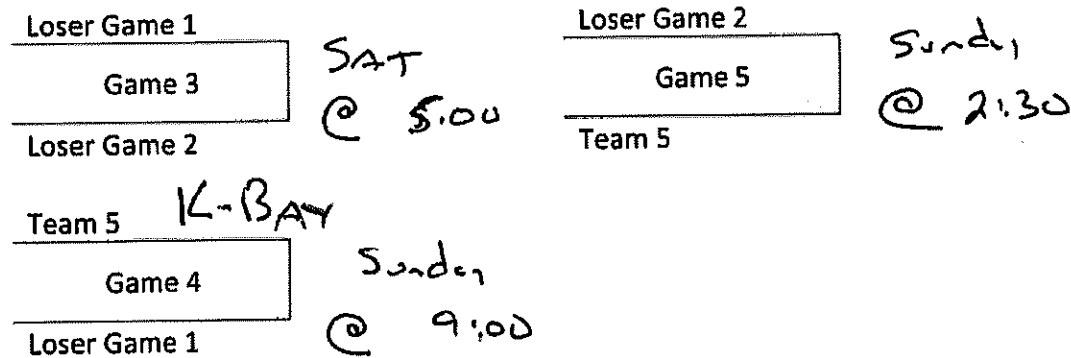 Loser Game 1
Game 3
Loser Game 2
SAT
@ 5:00
Loser Game 2
Game 5
Team 5
Sunday
@ 2:30
Team 5 K-BAY
Game 4
Loser Game 1
Sunday
@ 9:00